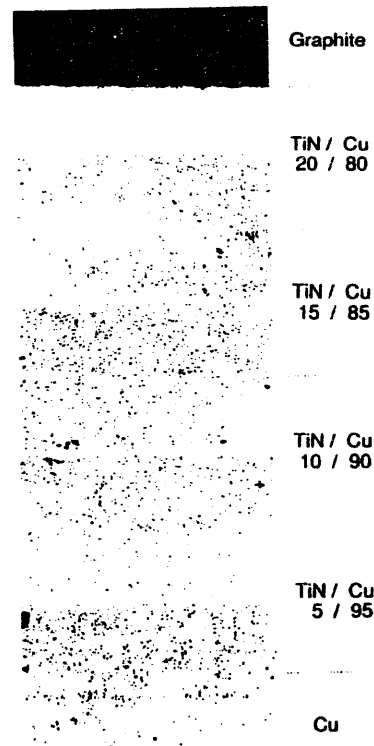 Graphite
TiN / Cu
20 / 80
TiN / Cu
15 / 85
TiN / Cu
10 / 90
TiN / Cu
5 / 95
Cu